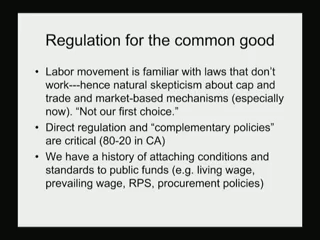 Regulation for the common good
• Labor movement is familiar with laws that don't
work---hence natural skepticism about cap and
trade and market-based mechanisms (especially
now). "Not our first choice."
• Direct regulation and "complementary policies"
are critical (80-20 in CA)
• We have a history of attaching conditions and
standards to public funds (e.g. living wage,
prevailing wage, RPS, procurement policies)